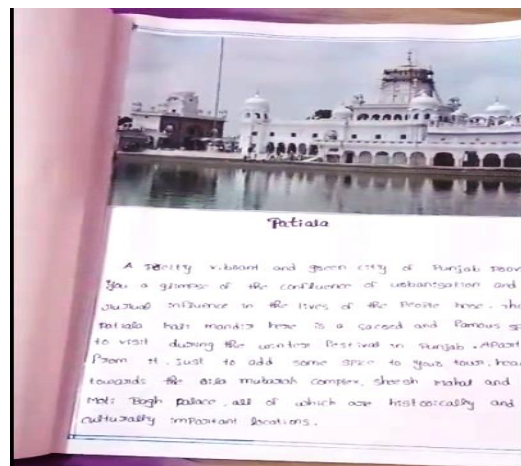 Patiala
A pretty vibrant and green city of Punjab
you a glimpse of the confluence of urbanisation and
influence in the lives of the People here.
Patiala hali mandir here is a sacred and famous
to visit during the winter festival in Punjab. Apart
from it, just to add some spice to your tour, head
towards the Qila mubarak complex, sheesh mahal and
Moti Bagh Palace, all of which are historically and
culturally important locations.